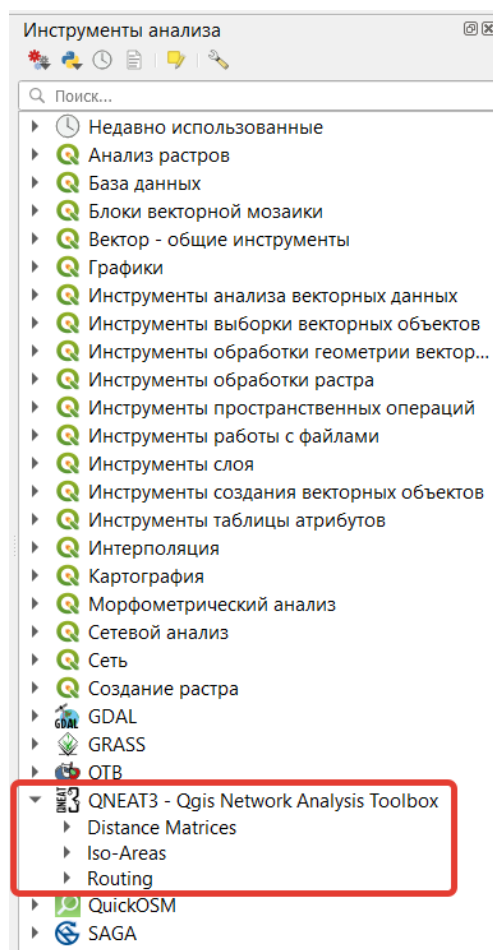 Инструменты анализа
Поиск...
Недавно использованные
Анализ растров
База данных
Блоки векторной мозаики
Вектор - общие инструменты
Графики
Инструменты анализа векторных данных
Инструменты выборки векторных объектов
Инструменты обработки геометрии вектор...
Инструменты обработки растра
Инструменты пространственных операций
Инструменты работы с файлами
Инструменты слоя
Инструменты создания векторных объектов
Инструменты таблицы атрибутов
Интерполяция
Картография
Морфометрический анализ
Сетевой анализ
Сеть
Создание растра
GDAL GDAL
GRASS
OTB
QNEAT 3 QNEAT3 - Qgis Network Analysis Toolbox
Distance Matrices
Iso-Areas
Routing
QuickOSM
SAGA